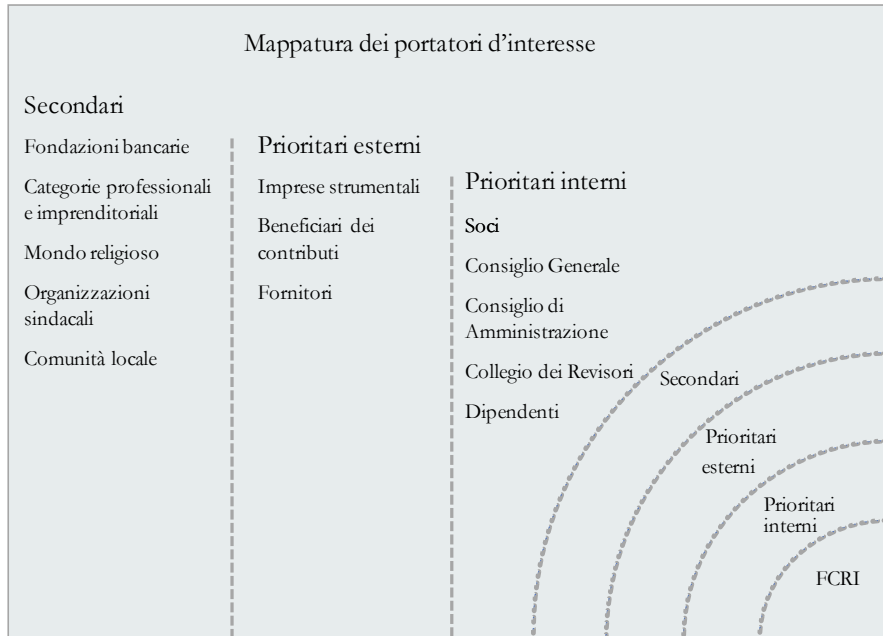 Mappatura dei portatori d'interesse
Secondari
Fondazioni bancarie
Categorie professionali
e imprenditoriali
Mondo religioso
Organizzazioni
sindacali
Comunità locale
Prioritari esterni
Imprese strumentali
Beneficiari dei
contributi
Fornitori
Prioritari interni
Soci
Consiglio Generale
Consiglio di
Amministrazione
Collegio dei Revisori
Dipendenti
Secondari
Prioritari
esterni
Prioritari
interni
FCRI